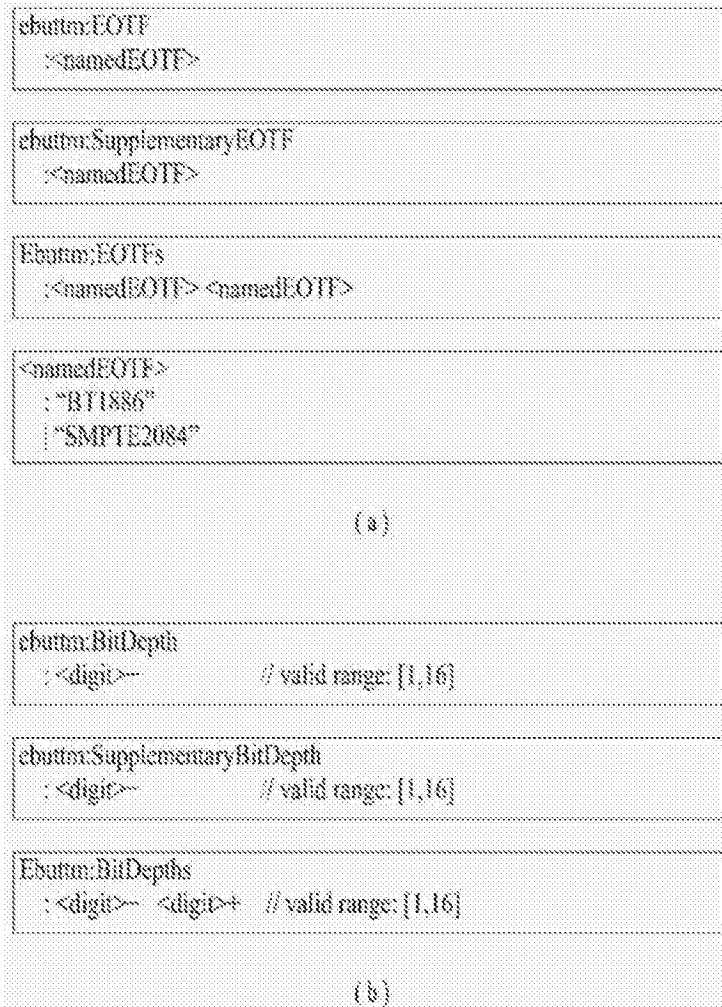 ebuttm:EOTF
:<namedEOTF>
ebuttm:SupplementaryEOTF
:<namedEOTF>
Ebuttm:EOTFs
:<namedEOTF> <namedEOTF>
<namedEOTF>
: “BT1886”
| “SMPTE2084”
(a)
ebuttm:BitDepth
: <digit>− // valid range: [1,16]
ebuttm:SupplementaryBitDepth
: <digit>− // valid range: [1,16]
Ebuttm:BitDepths
: <digit>− <digit>+ // valid range: [1,16]
(b)